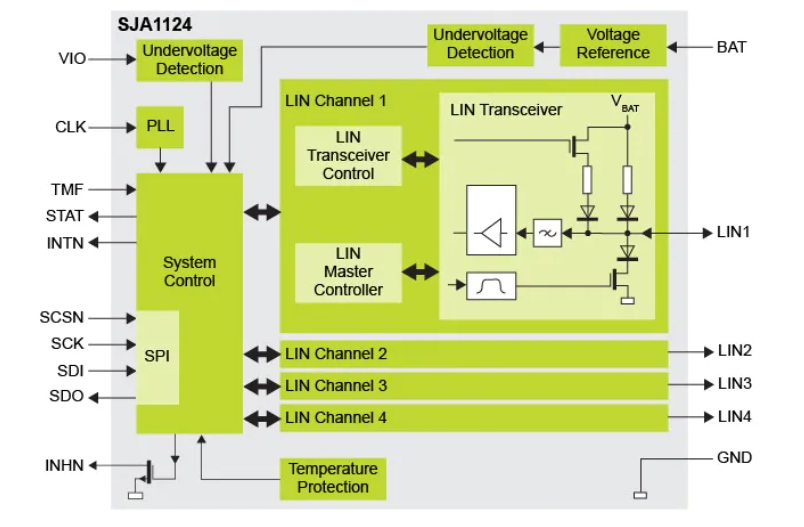 SJA1124
VIO
Undervoltage
Detection
Undervoltage
Detection
Voltage
Reference
BAT
CLK
PLL
LIN Channel 1
LIN Transceiver
VBAT
LIN
Transceiver
Control
TMF
STAT
INTN
System
Control
LIN
Master
Controller
LIN1
SCSN
SCK
SDI
SDO
SPI
LIN Channel 2
LIN2
LIN Channel 3
LIN3
LIN Channel 4
LIN4
INHN
Temperature
Protection
GND